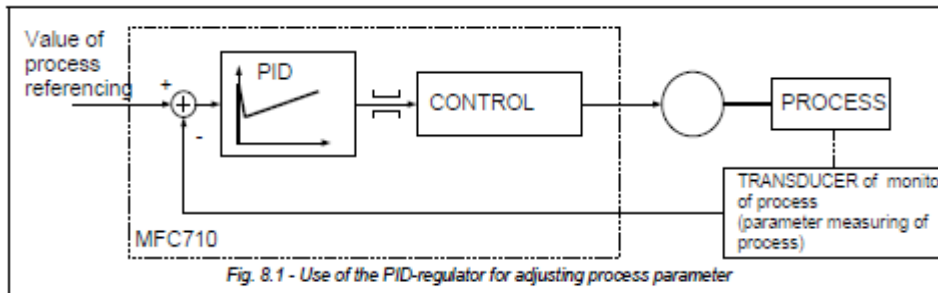 Value of
process
referencing
+
-
PID
CONTROL
PROCESS
TRANSDUCER of monito
of process
(parameter measuring of
process)
MFC710
Fig. 8.1 - Use of the PID-regulator for adjusting process parameter